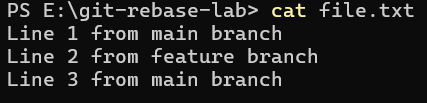 PS E:\git-rebase-lab> cat file.txt
Line 1 from main branch
Line 2 from feature branch
Line 3 from main branch